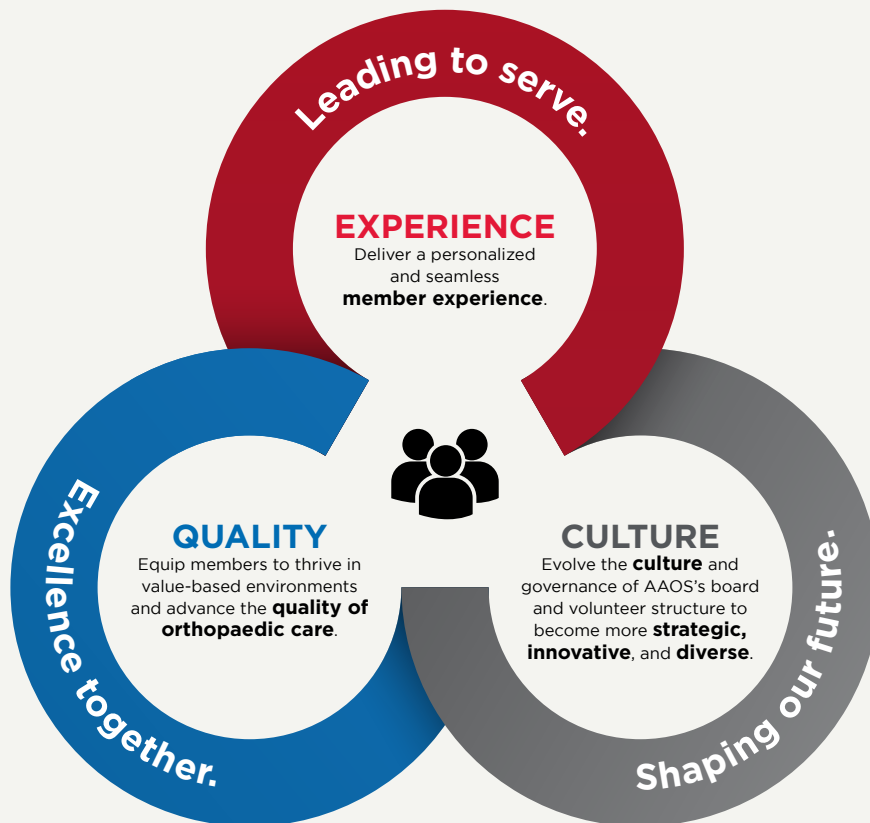 Leading to serve.
EXPERIENCE
Deliver a personalized
and seamless
member experience.
Excellence together.
QUALITY
Equip members to thrive in
value-based environments
and advance the quality of
orthopaedic care.
CULTURE
Evolve the culture and
governance of AAOS's board
and volunteer structure to
become more strategic,
innovative, and diverse.
Shaping our future.